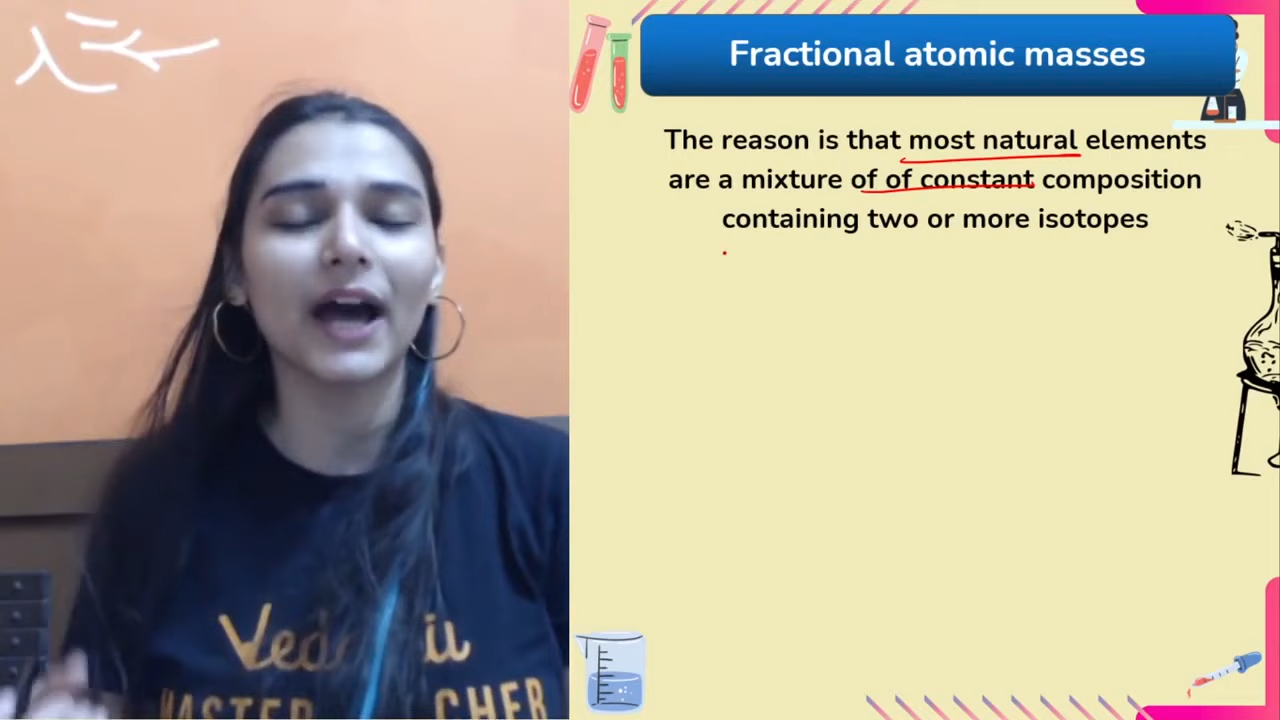 Fractional atomic masses
The reason is that most natural elements
are a mixture of of constant composition
containing two or more isotopes
MASTER